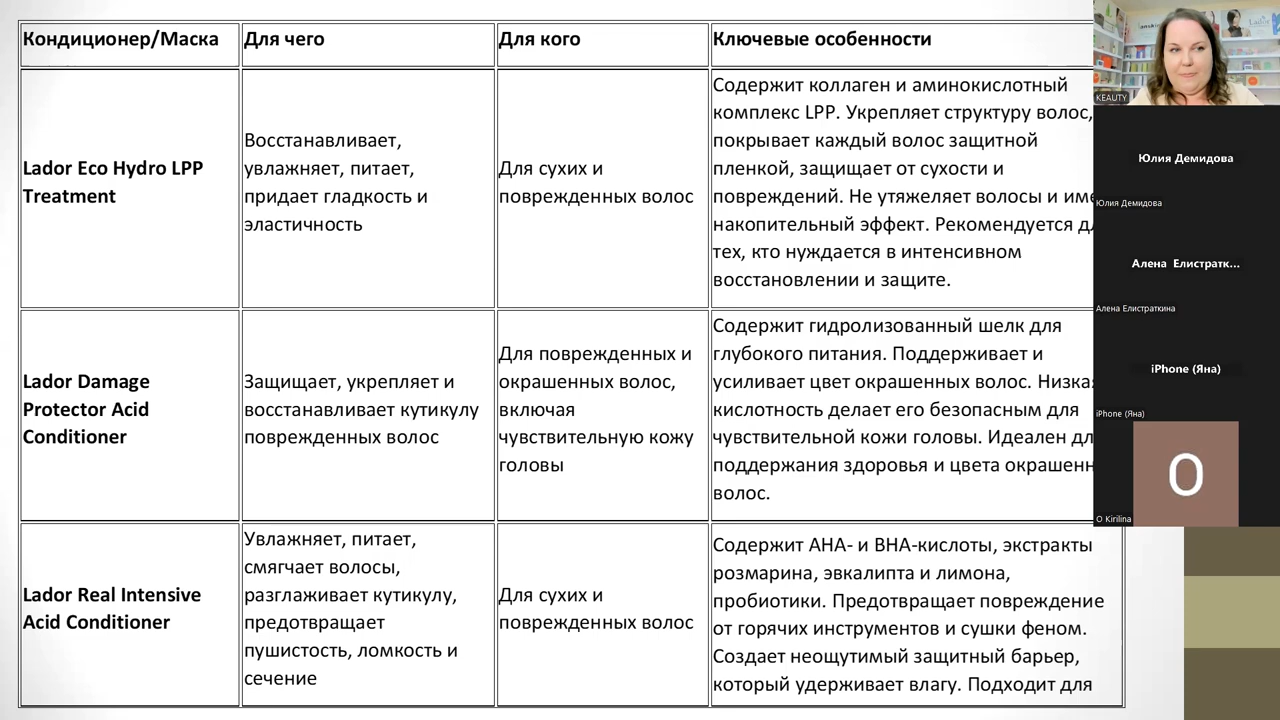 Кондиционер/Маска
Для чего
Для кого
Ключевые особенности
Lador Eco Hydro LPP
Treatment
Восстанавливает,
увлажняет, питает,
придает гладкость и
эластичность
Для сухих и
поврежденных волос
Содержит коллаген и аминокислотный
комплекс LPP. Укрепляет структуру волос,
покрывает каждый волос защитной
пленкой, защищает от сухости и
повреждений. Не утяжеляет волосы и
накопительный эффект. Рекомендуется
тех, кто нуждается в интенсивном
восстановлении и защите.
Lador Damage
Protector Acid
Conditioner
Защищает, укрепляет и
восстанавливает кутикулу
поврежденных волос
Для поврежденных и
окрашенных волос,
включая
чувствительную кожу
головы
Содержит гидролизованный шелк для
глубокого питания. Поддерживает и
усиливает цвет окрашенных волос. Низкая
кислотность делает его безопасным для
чувствительной кожи головы. Идеален
поддержания здоровья и цвета окрашенн
волос.
Lador Real Intensive
Acid Conditioner
Увлажняет, питает,
смягчает волосы,
разглаживает кутикулу,
предотвращает
пушистость, ломкость и
сечение
Для сухих и
поврежденных волос
Содержит AHA- и BHA-кислоты, экстракты
розмарина, эвкалипта и лимона,
пробиотики. Предотвращает повреждение
от горячих инструментов и сушки феном.
Создает неощутимый защитный барьер,
который удерживает влагу. Подходит для
KEAUTY
Юлия Демидова
Юлия Демидова
Алена Елистратк...
Алена Елистраткина
iPhone (Яна)
iPhone (Яна)
O
O Kirilina